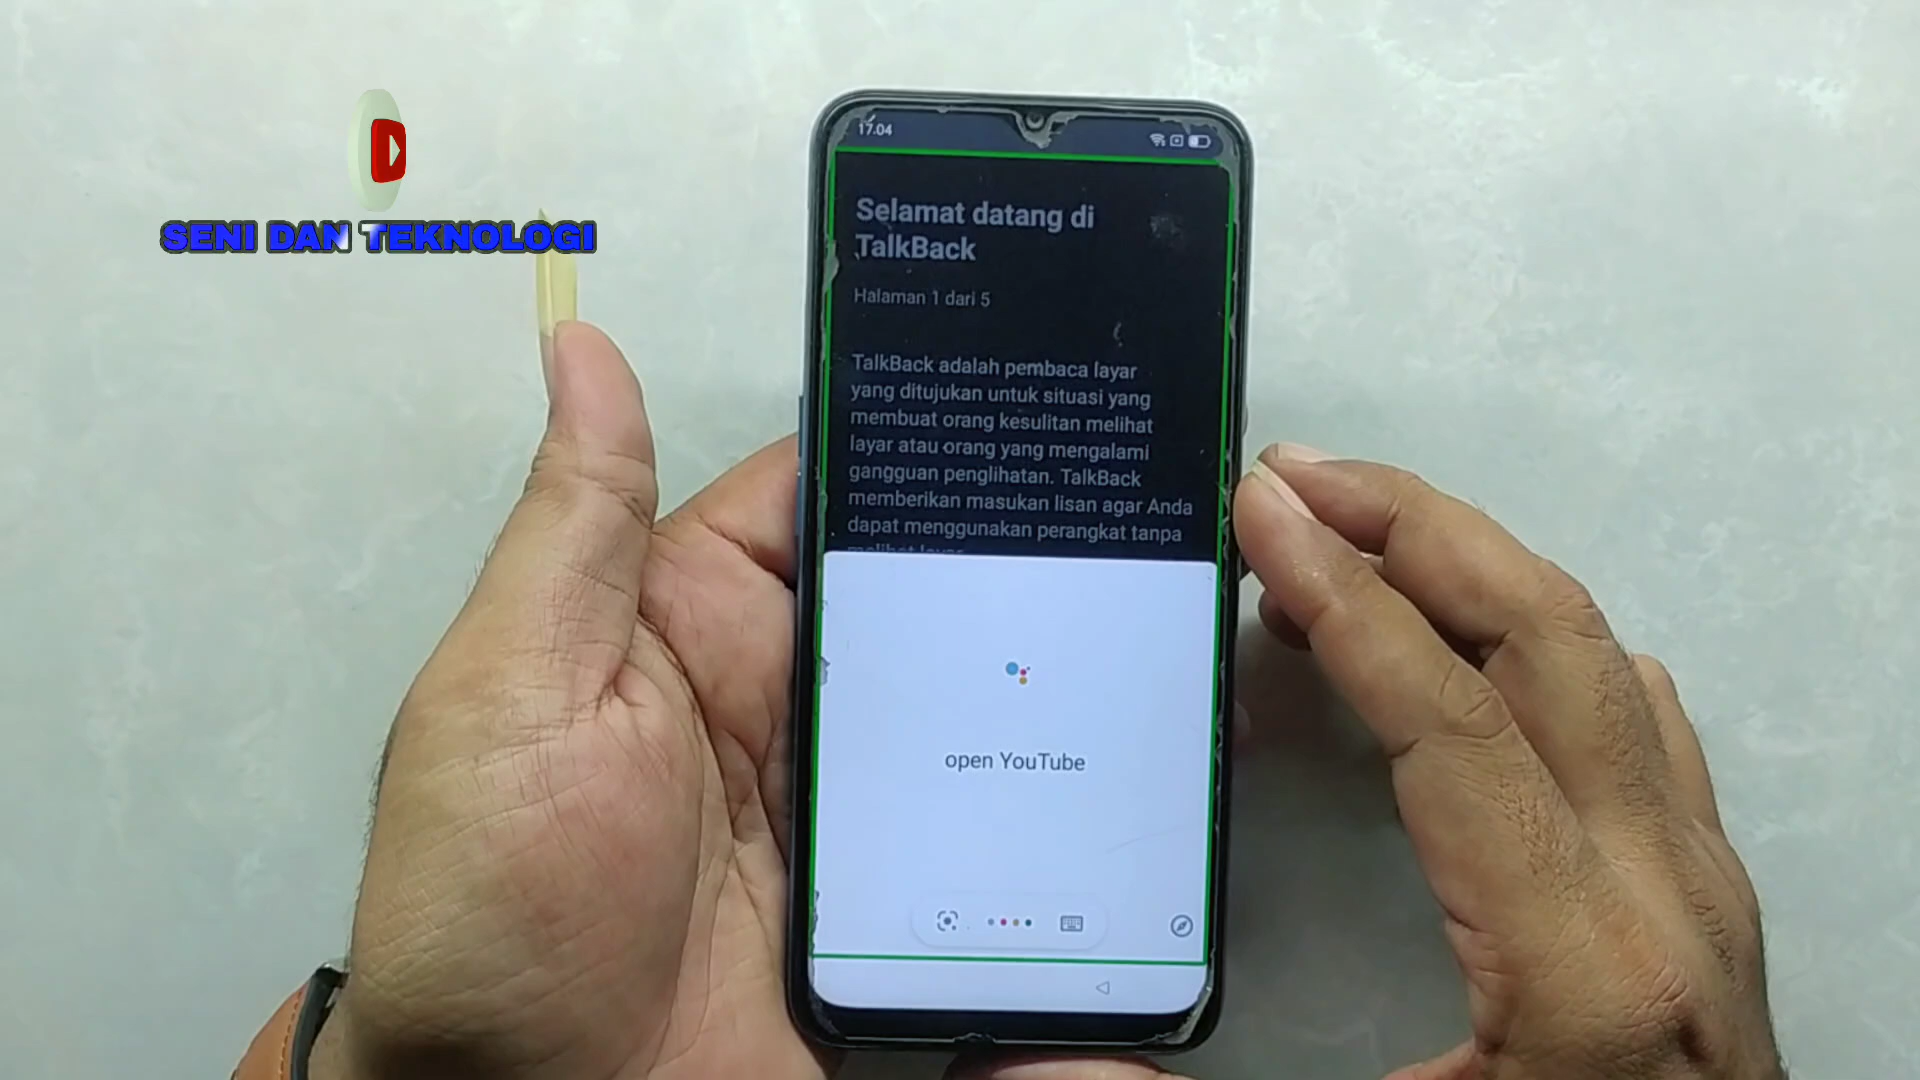 SENI DAN TEKNOLOGI
17.04
Selamat datang di
TalkBack
Halaman 1 dari 5
TalkBack adalah pembaca layar
yang ditujukan untuk situasi yang
membuat orang kesulitan melihat
layar atau orang yang mengalami
gangguan penglihatan. TalkBack
memberikan masukan lisan agar Anda
dapat menggunakan perangkat tanpa
melihat layar
open YouTube